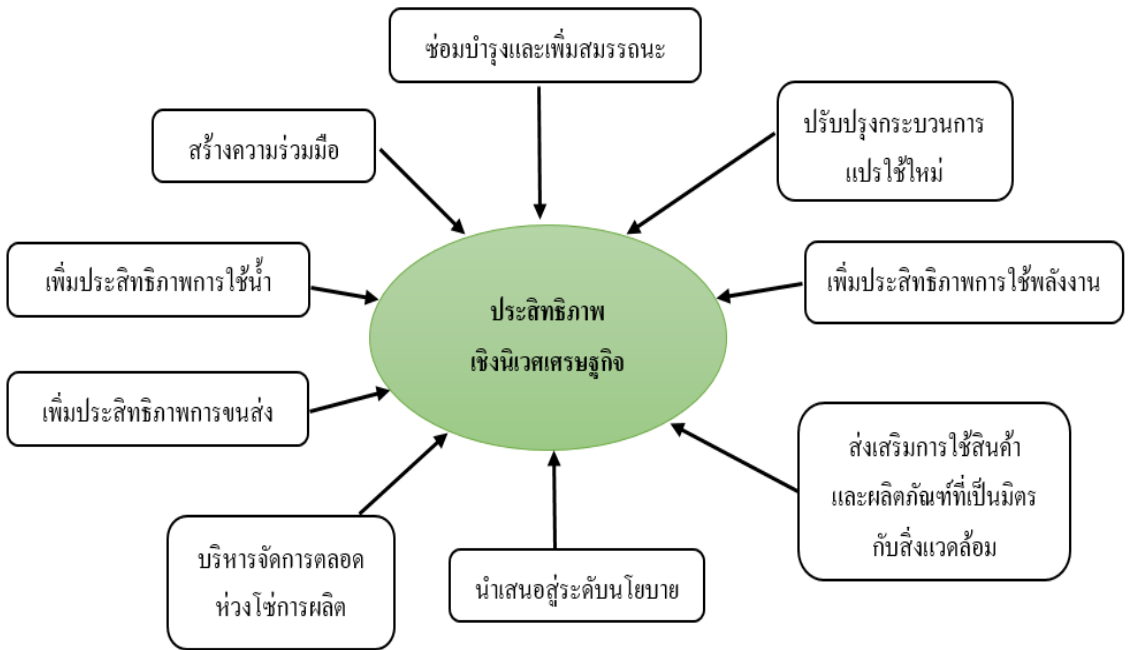 ซ่อมบำรุงและเพิ่มสมรรถนะ
ปรับปรุงกระบวนการ
แปรใช้ใหม่
สร้างความร่วมมือ
เพิ่มประสิทธิภาพการใช้น้ำ
เพิ่มประสิทธิภาพการใช้พลังงาน
ประสิทธิภาพ
เชิงนิเวศเศรษฐกิจ
เพิ่มประสิทธิภาพการขนส่ง
ส่งเสริมการใช้สินค้า
และผลิตภัณฑ์ที่เป็นมิตร
กับสิ่งแวดล้อม
บริหารจัดการตลอด
ห่วงโซ่การผลิต
นำเสนอสู่ระดับนโยบาย